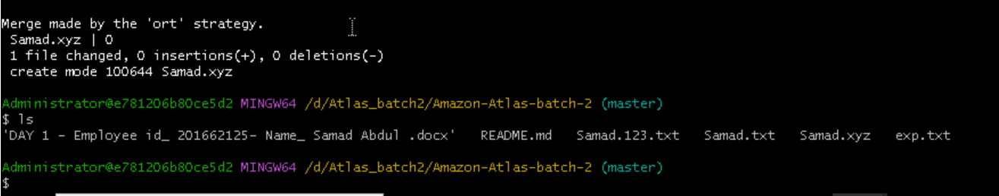 Merge made by the 'ort' strategy.
 Samad.xyz | 0
 1 file changed, 0 insertions(+), 0 deletions(-)
 create mode 100644 Samad.xyz
Administrator@e781206b80ce5d2 MINGW64 /d/Atlas_batch2/Amazon-Atlas-batch-2 (master)
$ ls
'DAY 1 - Employee id_ 201662125- Name_ Samad Abdul .docx'   README.md   Samad.123.txt   Samad.txt   Samad.xyz   exp.txt
Administrator@e781206b80ce5d2 MINGW64 /d/Atlas_batch2/Amazon-Atlas-batch-2 (master)
$